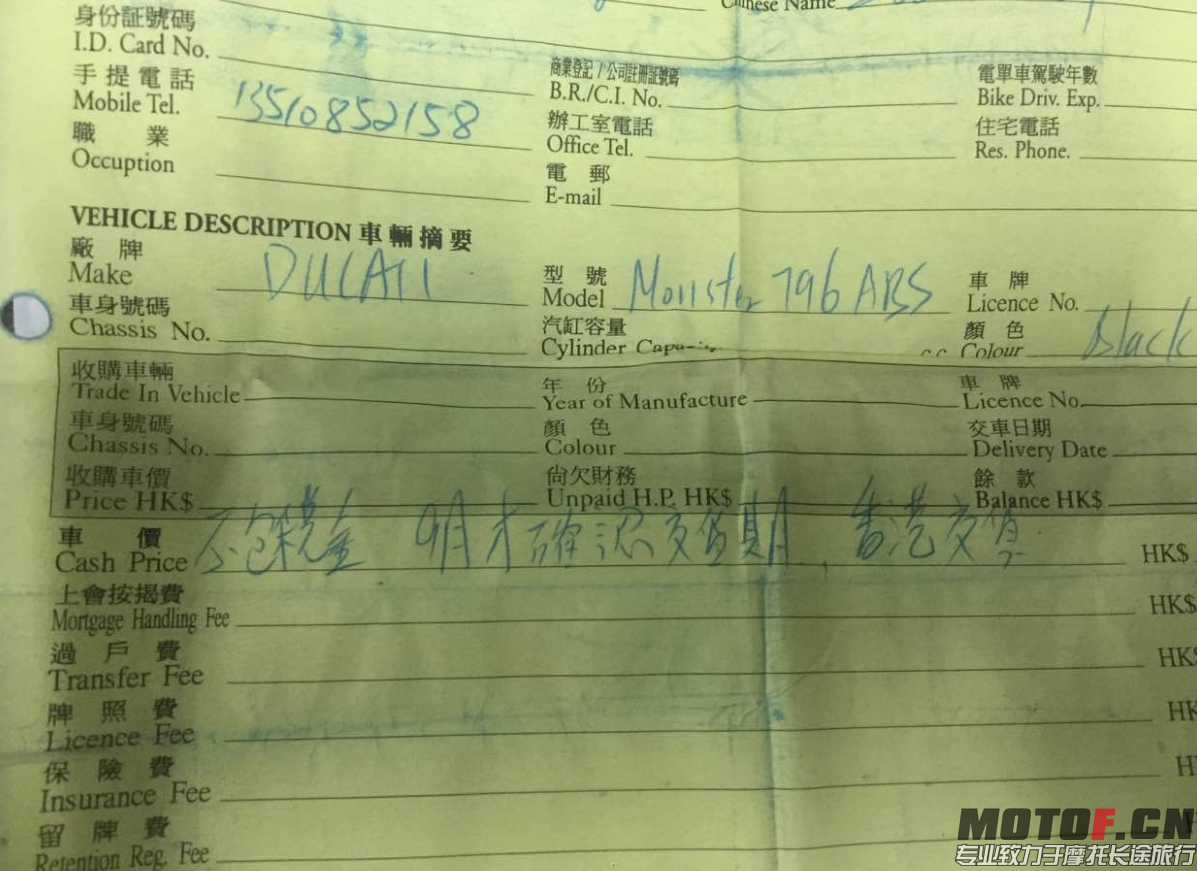 Chinese Name
身份証號碼
I.D. Card No.
手提電話 商業登記 / 公司註冊証號碼 電單車駕駛年數
Mobile Tel. 13510852158 B.R./C.I. No. Bike Driv. Exp.
職 業 辦工室電話 住宅電話
Occuption Office Tel. Res. Phone.
電 郵
E-mail
VEHICLE DESCRIPTION 車輛摘要
廠 牌 型 號 車 牌
Make DUCATI Model Monster 796 ABS Licence No.
車身號碼 汽缸容量 顏 色
Chassis No. Cylinder Capacity c.c. Colour black
收購車輛 年 份 車 牌
Trade In Vehicle Year of Manufacture Licence No.
車身號碼 顏 色 交車日期
Chassis No. Colour Delivery Date
收購車價 尚欠財務 餘 款
Price HK$ Unpaid H.P. HK$ Balance HK$
車 價
Cash Price 不包税金 9月才確認交貨期 香港交貨 HK$
上會按揭費
Mortgage Handling Fee HK$
過 戶 費
Transfer Fee HK$
牌 照 費
Licence Fee HK
保 險 費
Insurance Fee H
留 牌 費
Retention Reg. Fee
MOTOF.CN
专业致力于摩托长途旅行